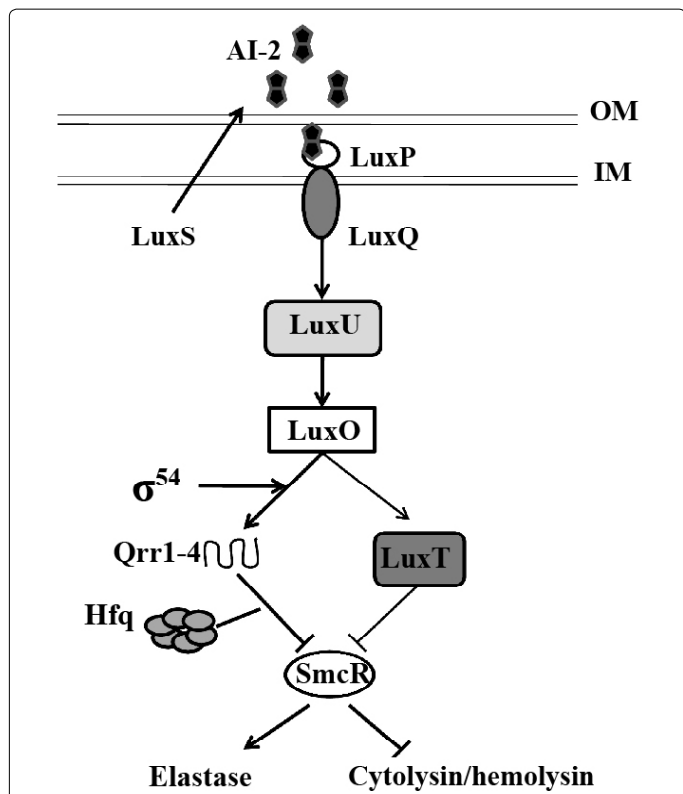 AI-2
OM
LuxP
IM
LuxS
LuxQ
LuxU
LuxO
σ54
Qrr1-4
LuxT
Hfq
SmcR
Elastase
Cytolysin/hemolysin